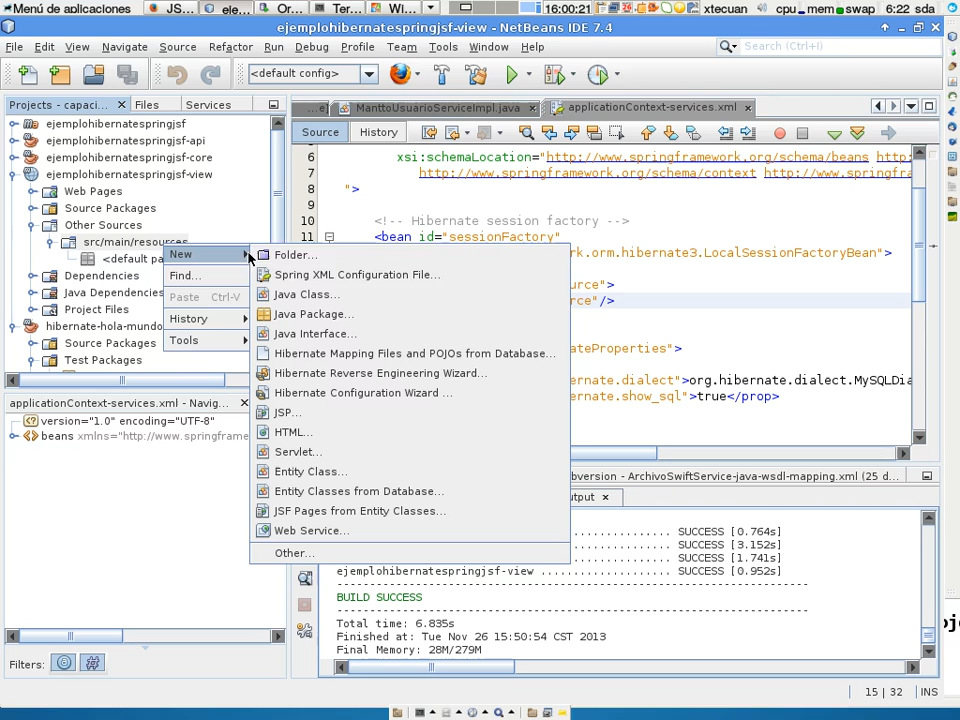 Menú de aplicaciones
JS...
ele...
Or...
Ter...
Wi...
16:00:21
xtecuan
cpu
mem
swap
6:22 sda
ejemplohibernatespringjsf-view - NetBeans IDE 7.4
File Edit View Navigate Source Refactor Run Debug Profile Team Tools Window Help
Search (Ctrl+I)
<default config>
Projects - capaci...
Files
Services
...e
ManttoUsuarioServiceImpl.java
applicationContext-services.xml
ejemplohibernatespringjsf
ejemplohibernatespringjsf-api
ejemplohibernatespringjsf-core
ejemplohibernatespringjsf-view
Web Pages
Source Packages
Other Sources
src/main/resources
<default pa
Dependencies
Java Dependencies
Project Files
hibernate-hola-mundo
Source Packages
Test Packages
Source
History
6 xsi:schemaLocation="http://www.springframework.org/schema/beans http:
7 http://www.springframework.org/schema/context http://www.springfra
8 ">
9
10 <!-- Hibernate session factory -->
11 <bean id="sessionFactory"
k.orm.hibernate3.LocalSessionFactoryBean">
urce">
urce"/>
ateProperties">
rnate.dialect">org.hibernate.dialect.MySQLDia
rnate.show_sql">true</prop>
New
Find...
Paste Ctrl-V
History
Tools
Folder...
Spring XML Configuration File...
Java Class...
Java Package...
Java Interface...
Hibernate Mapping Files and POJOs from Database...
Hibernate Reverse Engineering Wizard...
Hibernate Configuration Wizard ...
JSP...
HTML...
Servlet...
Entity Class...
Entity Classes from Database...
JSF Pages from Entity Classes...
Web Service...
Other...
applicationContext-services.xml - Navig...
version="1.0" encoding="UTF-8"
beans xmlns="http://www.springframe
Filters:
bversion - ArchivoSwiftService-java-wsdl-mapping.xml (25 d...
utput
................ SUCCESS [0.764s]
................ SUCCESS [3.152s]
................ SUCCESS [1.741s]
ejemplohibernatespringjsf-view .................... SUCCESS [0.952s]
------------------------------------------------------------------------
BUILD SUCCESS
------------------------------------------------------------------------
Total time: 6.835s
Finished at: Tue Nov 26 15:50:54 CST 2013
Final Memory: 28M/279M
15 | 32 INS